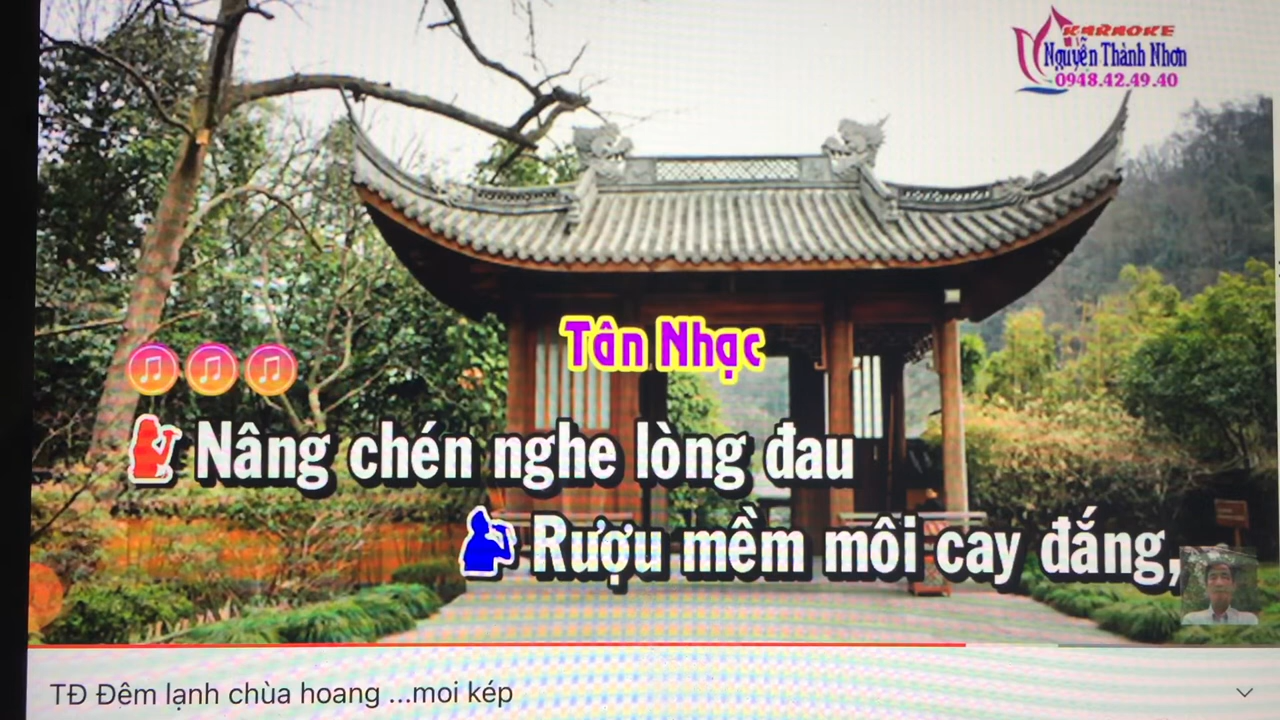 KARAOKE
Nguyễn Thành Nhơn
0948.42.49.40
Tân Nhạc
Nâng chén nghe lòng đau
Rượu mềm môi cay đắng,
TĐ Đêm lạnh chùa hoang ...moi kép